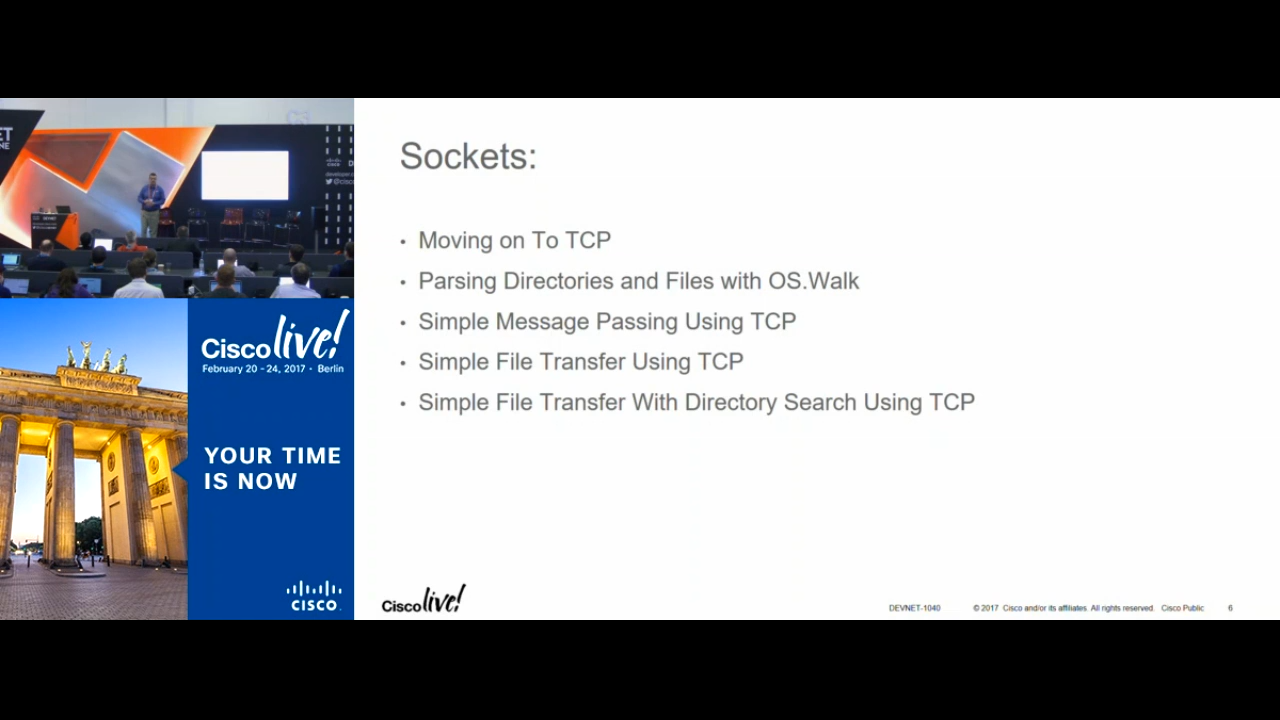 Sockets:
• Moving on To TCP
• Parsing Directories and Files with OS.Walk
• Simple Message Passing Using TCP
• Simple File Transfer Using TCP
• Simple File Transfer With Directory Search Using TCP
Cisco live!
February 20 - 24, 2017 • Berlin
YOUR TIME
IS NOW
CISCO
Cisco live!
DEVNET-1040 © 2017 Cisco and/or its affiliates. All rights reserved. Cisco Public 6